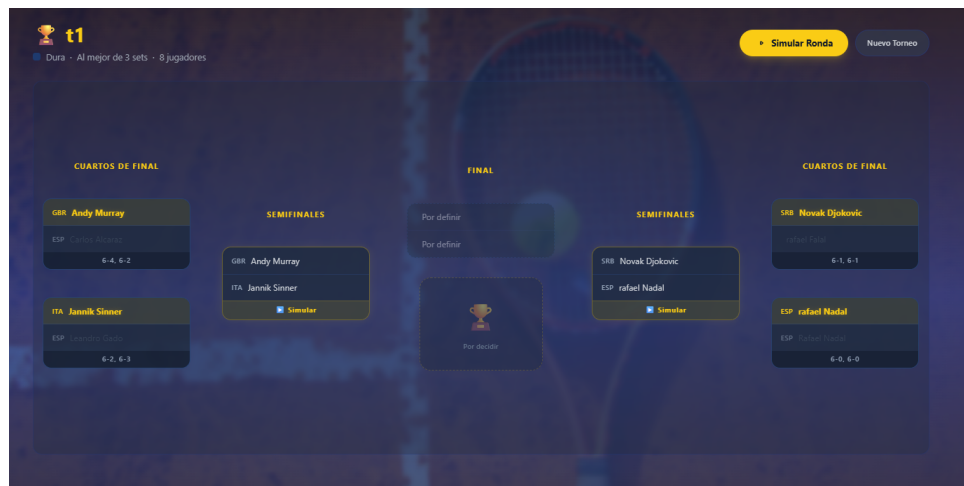 t1
Dura · Al mejor de 3 sets · 8 jugadores
Simular Ronda
Nuevo Torneo
CUARTOS DE FINAL
GBR Andy Murray
ESP Carlos Alcaraz
6-4, 6-2
ITA Jannik Sinner
ESP Leandro
6-2, 6-3
SEMIFINALES
GBR Andy Murray
ITA Jannik Sinner
Simular
FINAL
Por definir
Por definir
Por decidir
SEMIFINALES
SRB Novak Djokovic
ESP rafael Nadal
Simular
CUARTOS DE FINAL
SRB Novak Djokovic
rafael
6-1, 6-1
ESP rafael Nadal
ESP Rafael Nadal
6-0, 6-0